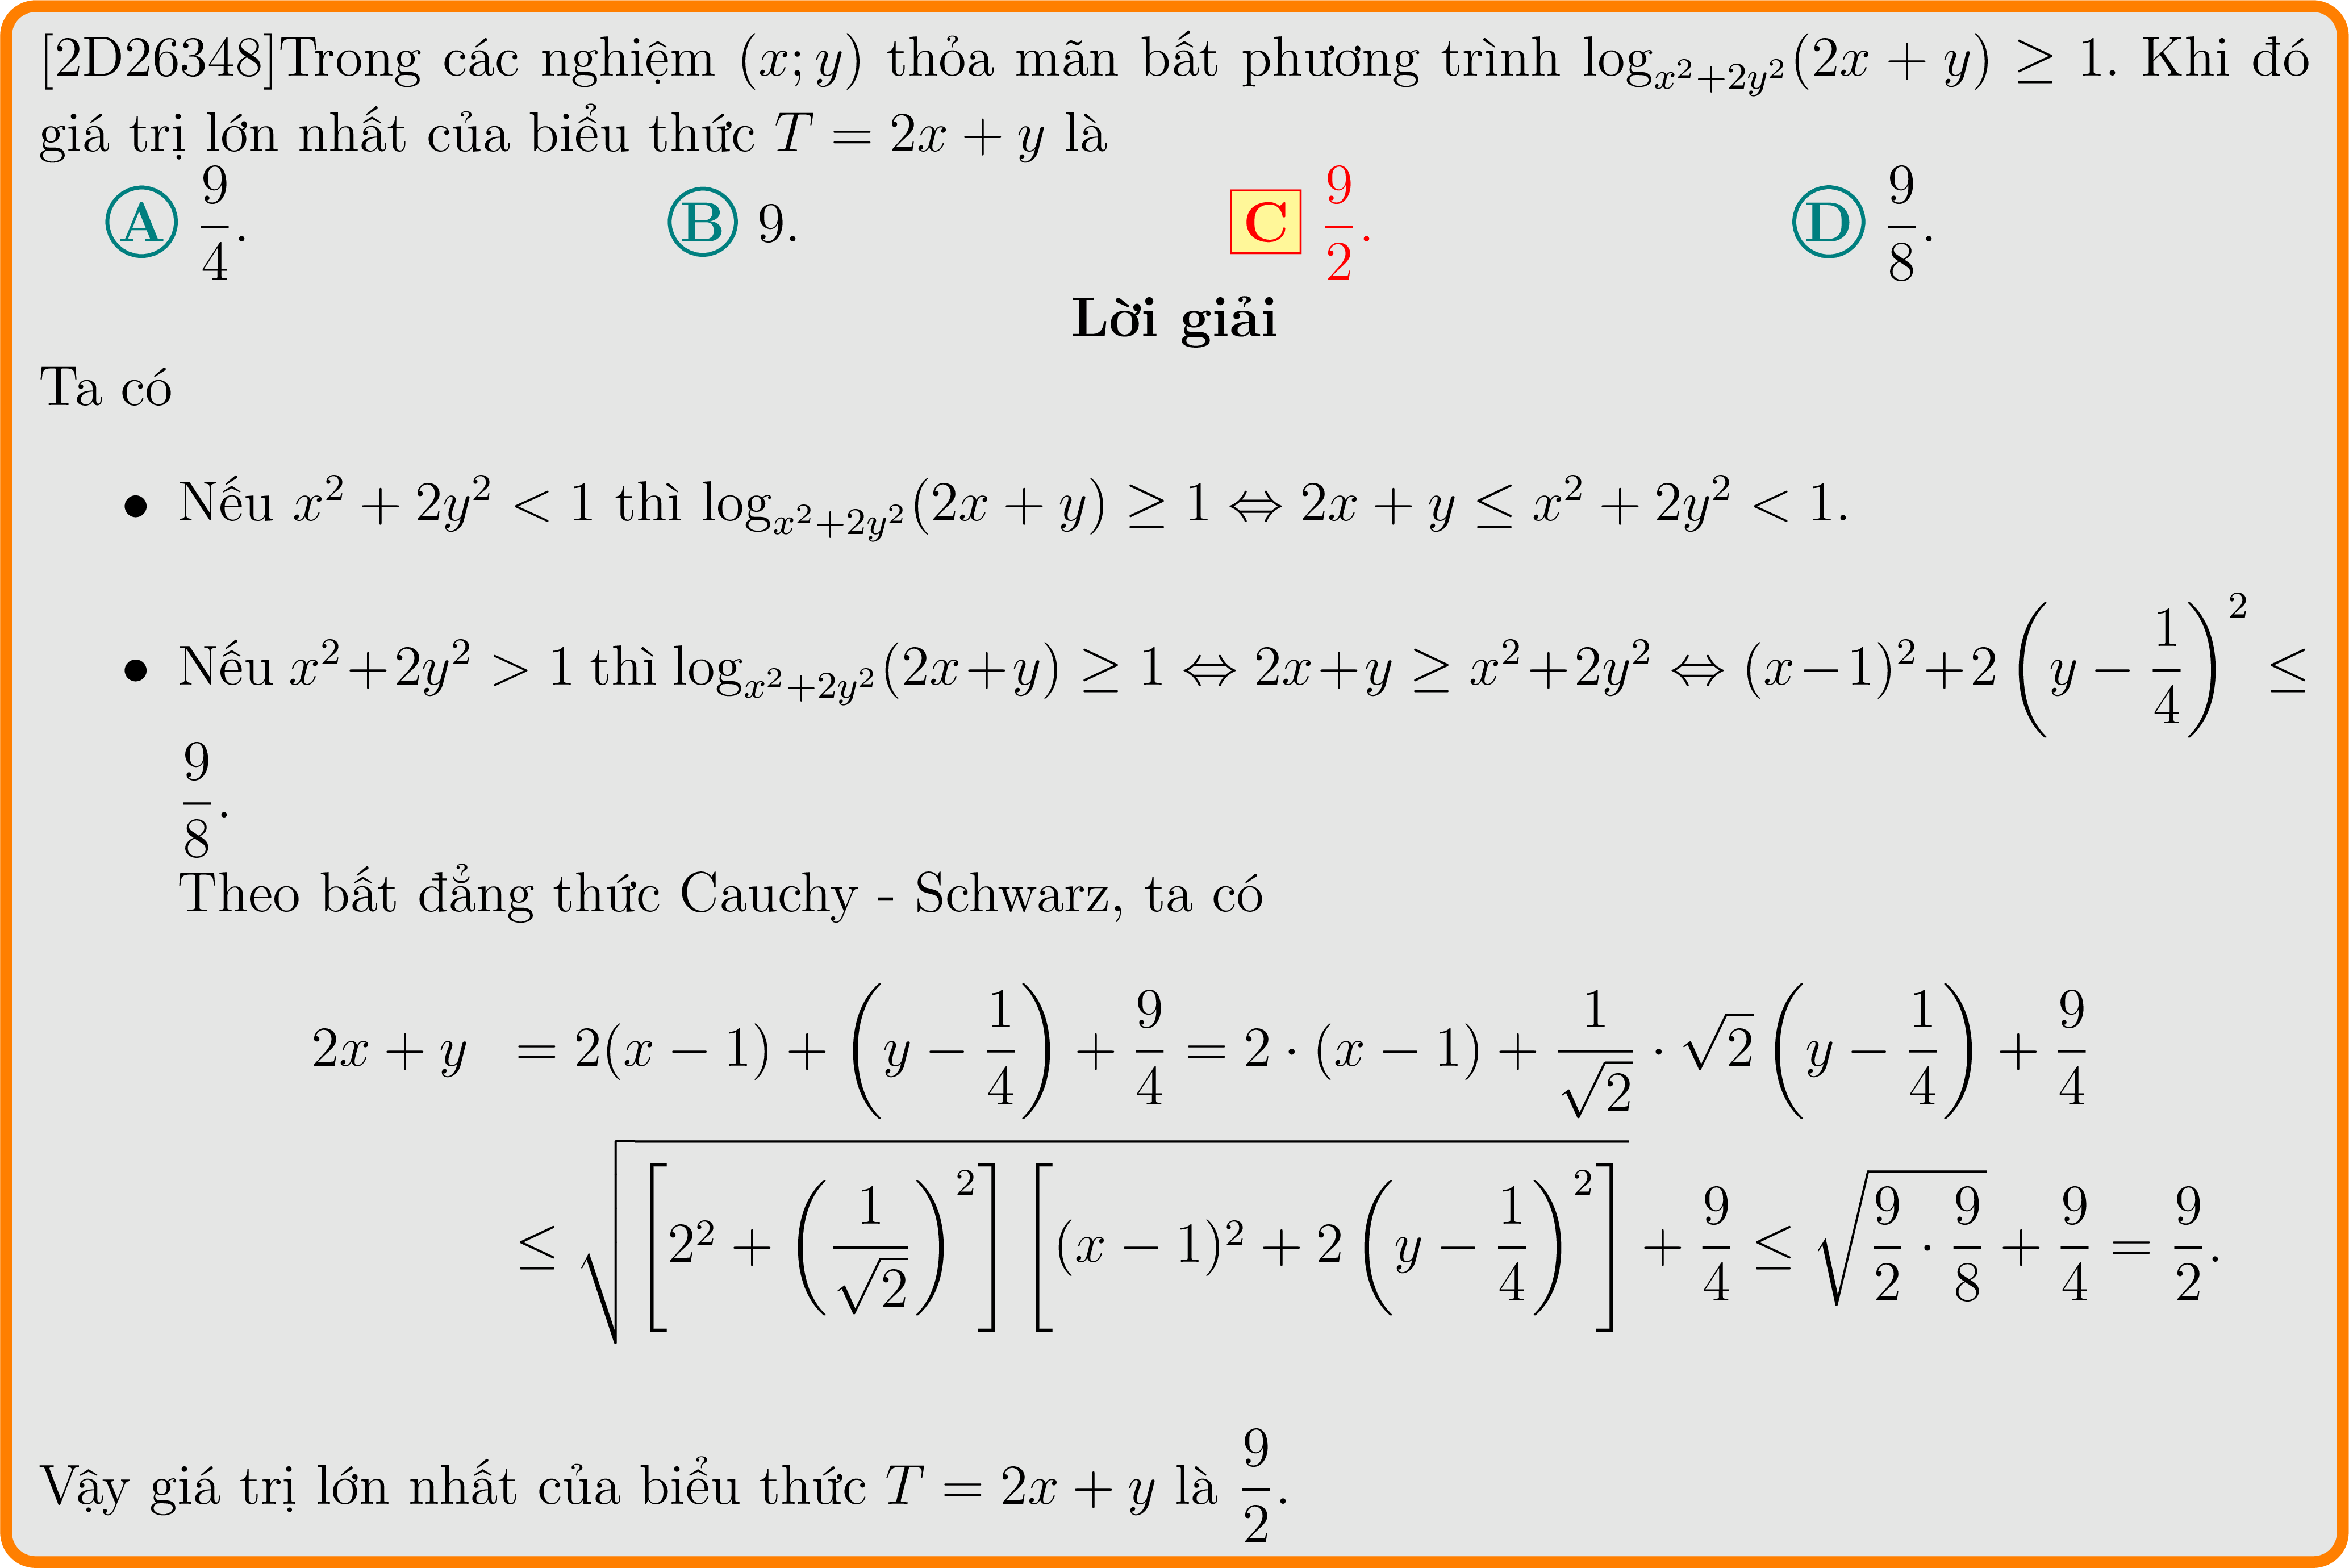 [2D26348]Trong các nghiệm $(x; y)$ thỏa mãn bất phương trình $\log_{x^2+2y^2}(2x + y) \geq 1$. Khi đó
giá trị lớn nhất của biểu thức $T = 2x + y$ là
A $\frac{9}{4}$. B 9. C $\frac{9}{2}$. D $\frac{9}{8}$.
Lời giải
Ta có
• Nếu $x^2 + 2y^2 < 1$ thì $\log_{x^2+2y^2}(2x + y) \geq 1 \Leftrightarrow 2x + y \leq x^2 + 2y^2 < 1$.
• Nếu $x^2+2y^2 > 1$ thì $\log_{x^2+2y^2}(2x+y) \geq 1 \Leftrightarrow 2x+y \geq x^2+2y^2 \Leftrightarrow (x-1)^2+2\left(y - \frac{1}{4}\right)^2 \leq$
$\frac{9}{8}$.
Theo bất đẳng thức Cauchy - Schwarz, ta có
$2x + y = 2(x - 1) + \left(y - \frac{1}{4}\right) + \frac{9}{4} = 2 \cdot (x - 1) + \frac{1}{\sqrt{2}} \cdot \sqrt{2}\left(y - \frac{1}{4}\right) + \frac{9}{4}$
$\leq \sqrt{\left[2^2 + \left(\frac{1}{\sqrt{2}}\right)^2\right]\left[(x - 1)^2 + 2\left(y - \frac{1}{4}\right)^2\right]} + \frac{9}{4} \leq \sqrt{\frac{9}{2} \cdot \frac{9}{8}} + \frac{9}{4} = \frac{9}{2}$.
Vậy giá trị lớn nhất của biểu thức $T = 2x + y$ là $\frac{9}{2}$.